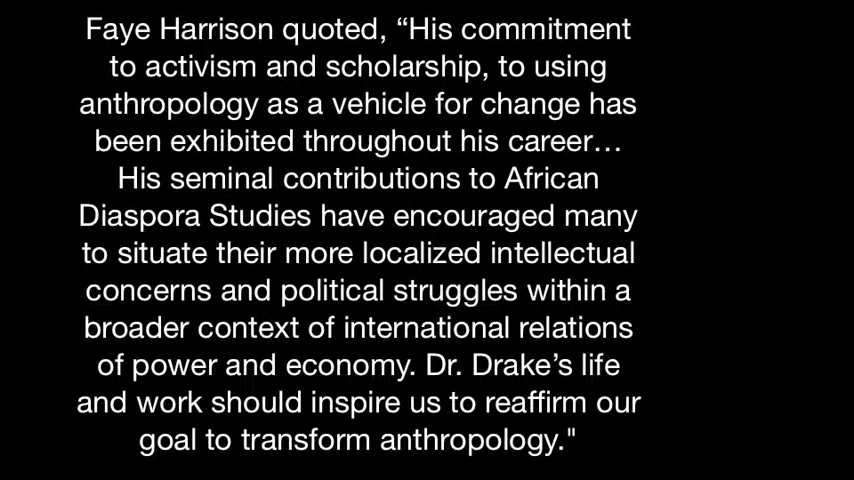 Faye Harrison quoted, “His commitment
to activism and scholarship, to using
anthropology as a vehicle for change has
been exhibited throughout his career…
His seminal contributions to African
Diaspora Studies have encouraged many
to situate their more localized intellectual
concerns and political struggles within a
broader context of international relations
of power and economy. Dr. Drake’s life
and work should inspire us to reaffirm our
goal to transform anthropology."